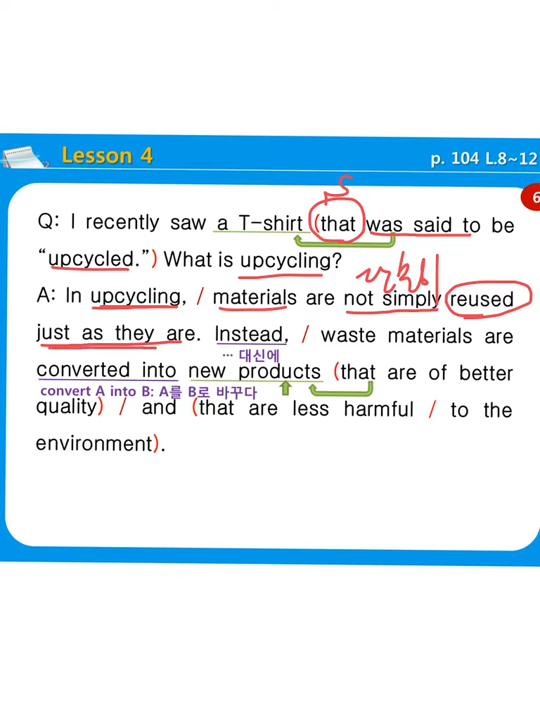 Lesson 4
p. 104 L.8~12
6
S
Q: I recently saw a T-shirt (that was said to be
“upcycled.”) What is upcycling?
A: In upcycling, / materials are not simply reused
just as they are. Instead, / waste materials are
… 대신에
converted into new products (that are of better
convert A into B: A를 B로 바꾸다
quality) / and (that are less harmful / to the
environment).